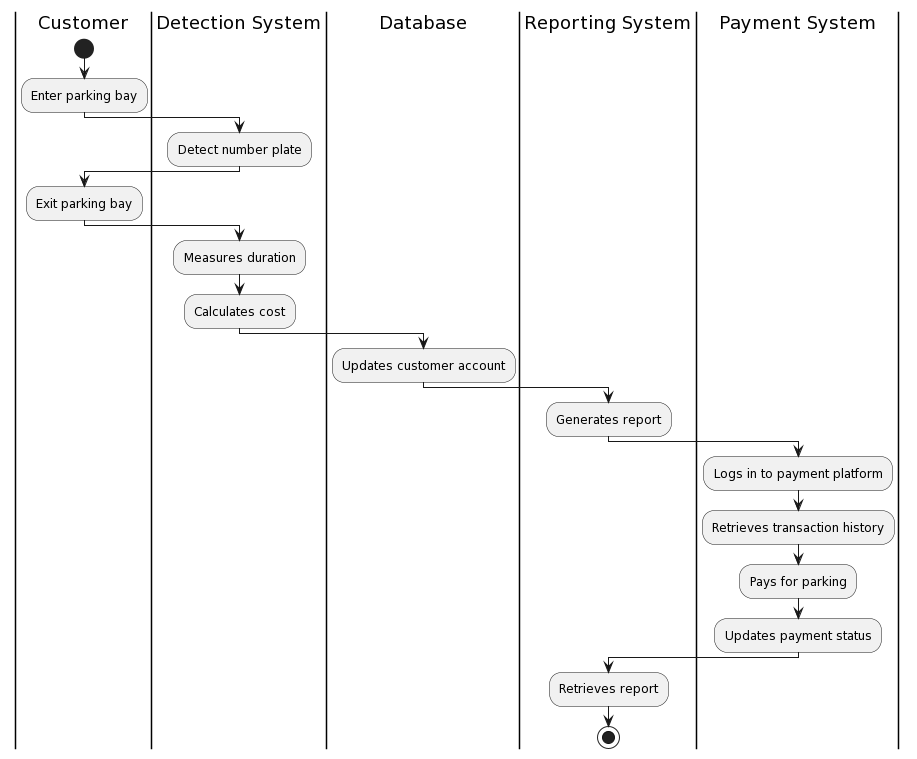 Customer
Detection System
Database
Reporting System
Payment System
Enter parking bay
Detect number plate
Exit parking bay
Measures duration
Calculates cost
Updates customer account
Generates report
Logs in to payment platform
Retrieves transaction history
Pays for parking
Updates payment status
Retrieves report